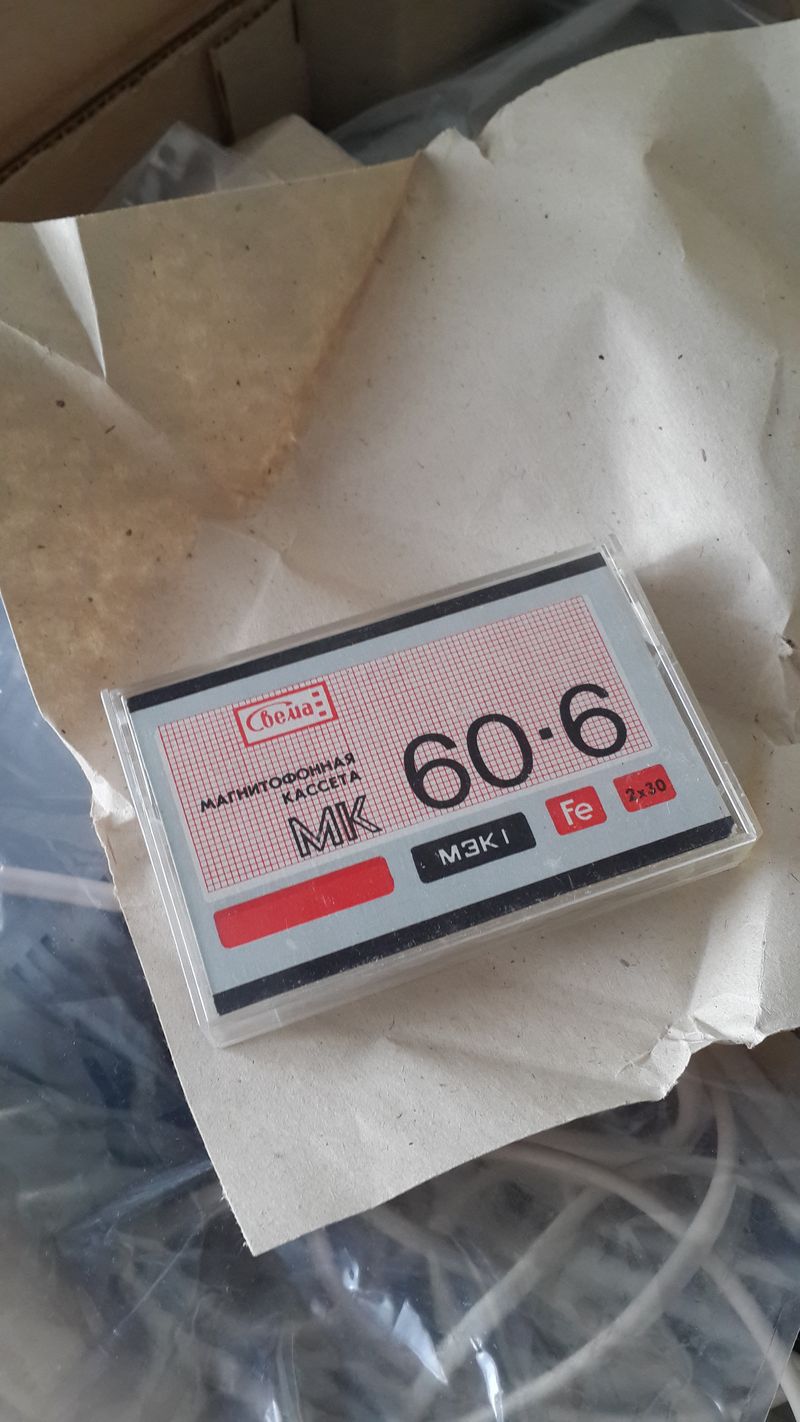 Свема
МАГНИТОФОННАЯ
КАССЕТА
МК
60·6
МЭК I
Fe
2x30